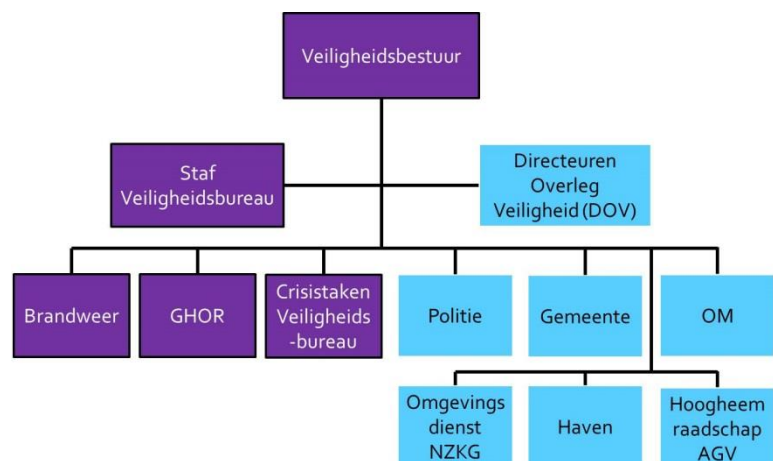 Veiligheidsbestuur
Staf
Veiligheidsbureau
Directeuren
Overleg
Veiligheid (DOV)
Brandweer
GHOR
Crisistaken
Veiligheids
-bureau
Politie
Gemeente
OM
Omgevings
dienst
NZKG
Haven
Hoogheem
raadschap
AGV